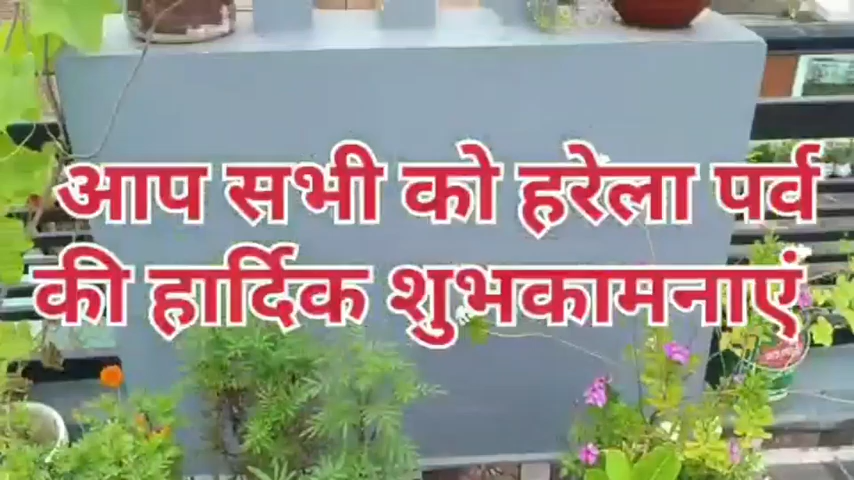 आप सभी को हरेला पर्व
की हार्दिक शुभकामनाएं